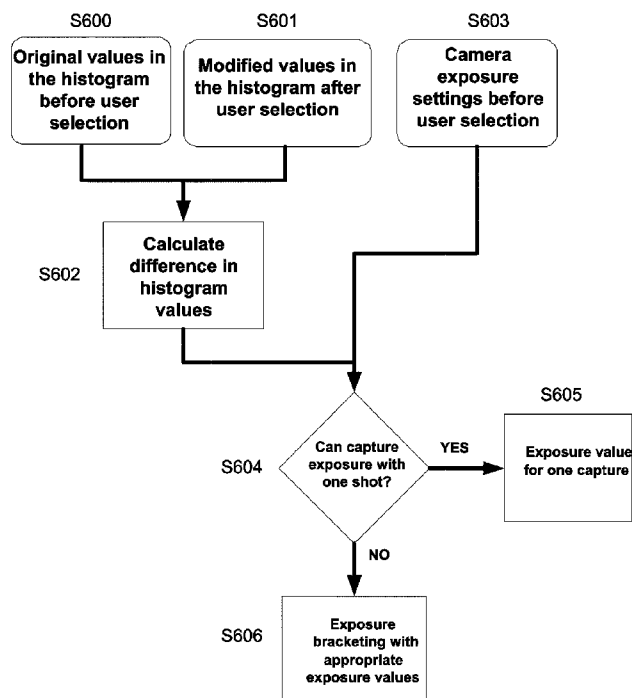 S600
S601
S603
Original values in
the histogram
before user
selection
Modified values in
the histogram after
user selection
Camera
exposure
settings before
user selection
S602
Calculate
difference in
histogram
values
S605
S604
Can capture
exposure with
one shot?
YES
Exposure value
for one capture
NO
S606
Exposure
bracketing with
appropriate
exposure values